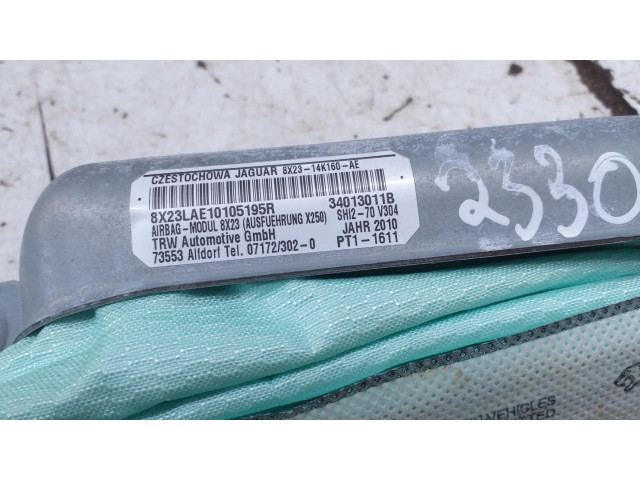 CZESTOCHOWA JAGUAR 8X23-14K160-AE
8X23LAE10105195R 34013011B
AIRBAG-MODUL 8X23 (AUSFUEHRUNG X250) SHI2-70 V304
TRW Automotive GmbH JAHR 2010
73553 Alldorf Tel. 07172/302-0 PT1-1611
2330
VEHICLES